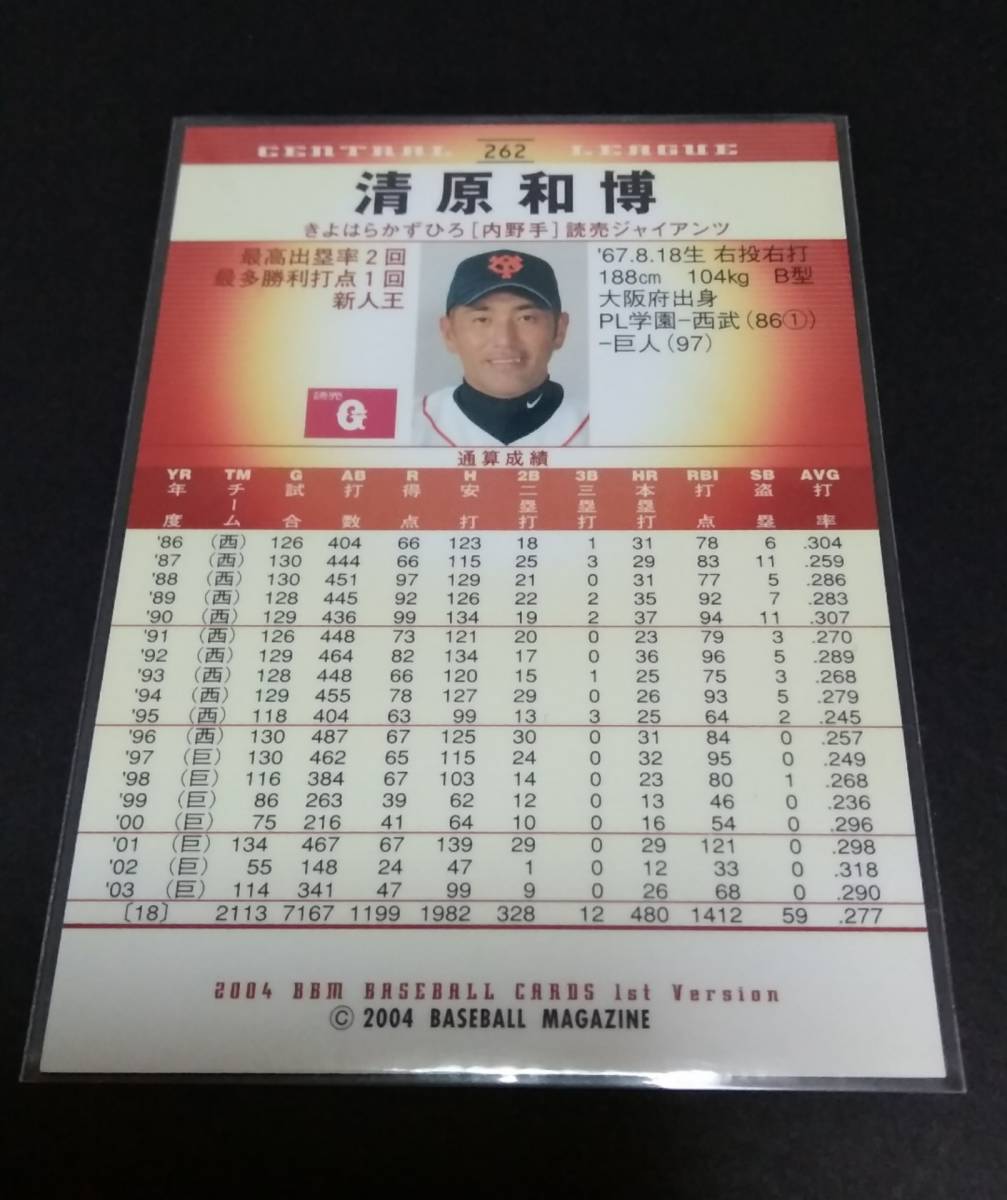 CENTRAL 262 LEAGUE
清原和博
きよはらかずひろ[内野手]読売ジャイアンツ
最高出塁率2回
最多勝利打点1回
新人王
'67.8.18生 右投右打
188cm 104kg B型
大阪府出身
PL学園-西武(86①)
-巨人(97)
読売
G
通算成績
YR TM G AB R H 2B 3B HR RBI SB AVG
年度 チーム 試合 打数 得点 安打 二塁打 三塁打 本塁打 打点 盗塁 打率
'86 (西) 126 404 66 123 18 1 31 78 6 .304
'87 (西) 130 444 66 115 25 3 29 83 11 .259
'88 (西) 130 451 97 129 21 0 31 77 5 .286
'89 (西) 128 445 92 126 22 2 35 92 7 .283
'90 (西) 129 436 99 134 19 2 37 94 11 .307
'91 (西) 126 448 73 121 20 0 23 79 3 .270
'92 (西) 129 464 82 134 17 0 36 96 5 .289
'93 (西) 128 448 66 120 15 1 25 75 3 .268
'94 (西) 129 455 78 127 29 0 26 93 5 .279
'95 (西) 118 404 63 99 13 3 25 64 2 .245
'96 (西) 130 487 67 125 30 0 31 84 0 .257
'97 (巨) 130 462 65 115 24 0 32 95 0 .249
'98 (巨) 116 384 67 103 14 0 23 80 1 .268
'99 (巨) 86 263 39 62 12 0 13 46 0 .236
'00 (巨) 75 216 41 64 10 0 16 54 0 .296
'01 (巨) 134 467 67 139 29 0 29 121 0 .298
'02 (巨) 55 148 24 47 1 0 12 33 0 .318
'03 (巨) 114 341 47 99 9 0 26 68 0 .290
〔18〕 2113 7167 1199 1982 328 12 480 1412 59 .277
2004 BBM BASEBALL CARDS 1st Version
© 2004 BASEBALL MAGAZINE